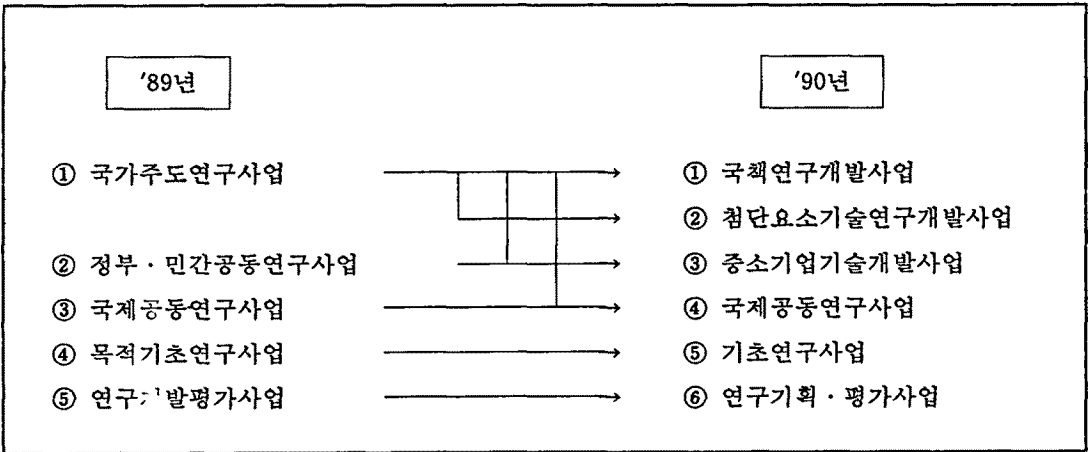 '89년 '90년
① 국가주도연구사업 ① 국책연구개발사업
② 첨단요소기술연구개발사업
② 정부·민간공동연구사업 ③ 중소기업기술개발사업
③ 국제공동연구사업 ④ 국제공동연구사업
④ 목적기초연구사업 ⑤ 기초연구사업
⑤ ⑥ 연구기획·평가사업